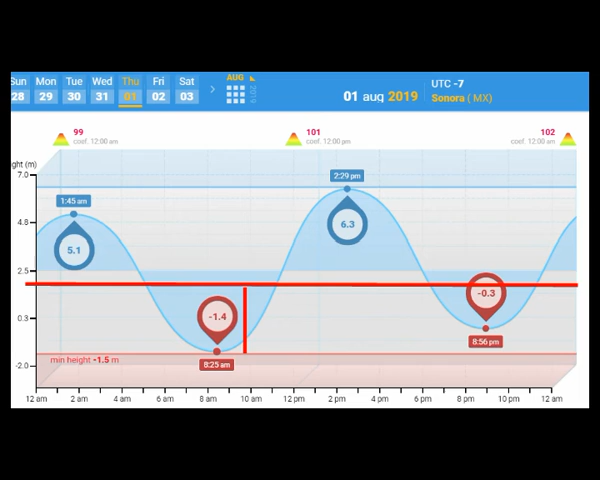 Sun Mon Tue Wed Thu Fri Sat
28 29 30 31 01 02 03
AUG
2019
01 aug 2019
UTC -7
Sonora ( MX)
99
coef. 12:00 am
101
coef. 12:00 pm
102
coef. 12:00 am
ght (m)
7.0
4.8
2.5
0.3
-2.0
1:45 am
5.1
2:29 pm
6.3
-1.4
8:25 am
-0.3
8:56 pm
min height -1.5 m
12 am 2 am 4 am 6 am 8 am 10 am 12 pm 2 pm 4 pm 6 pm 8 pm 10 pm 12 am